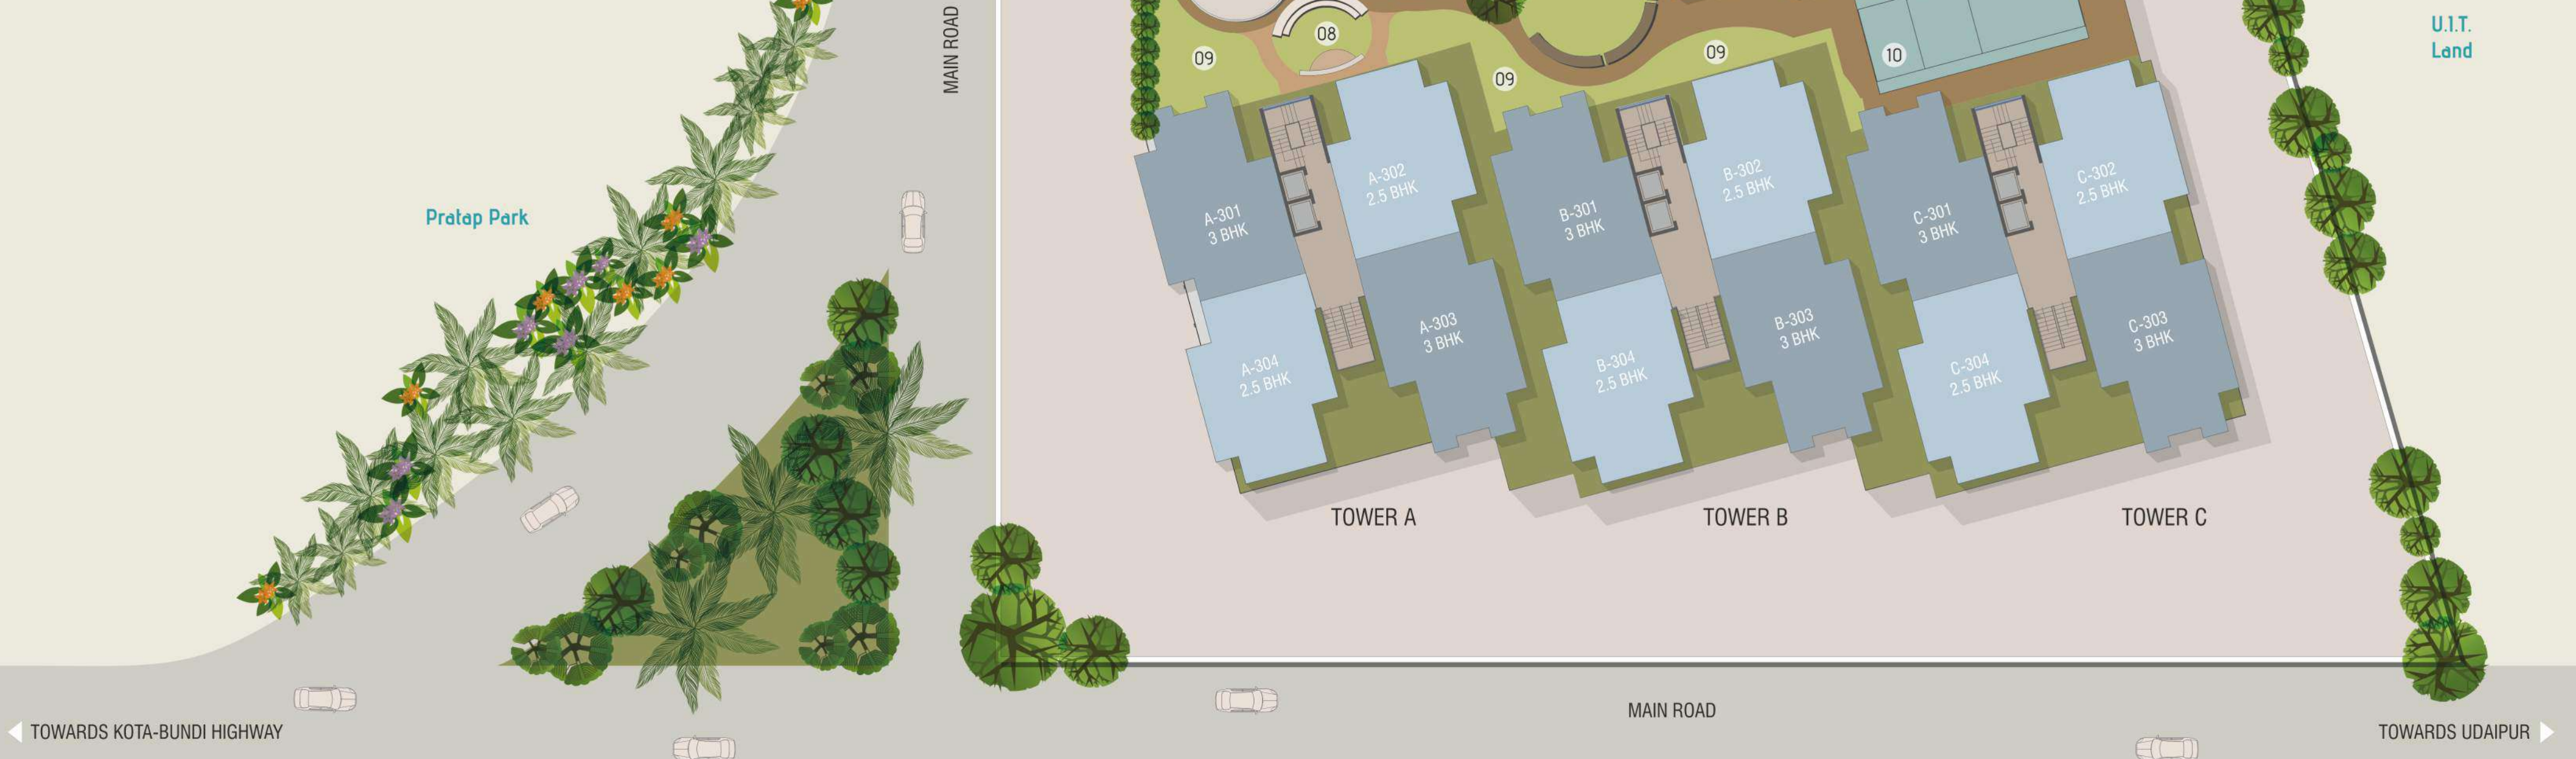 MAIN ROAD
U.I.T.
Land
08
09
09
09
10
Pratap Park
A-301
3 BHK
A-302
2.5 BHK
B-301
3 BHK
B-302
2.5 BHK
C-301
3 BHK
C-302
2.5 BHK
A-304
2.5 BHK
A-303
3 BHK
B-304
2.5 BHK
B-303
3 BHK
C-304
2.5 BHK
C-303
3 BHK
TOWER A
TOWER B
TOWER C
MAIN ROAD
TOWARDS KOTA-BUNDI HIGHWAY
TOWARDS UDAIPUR